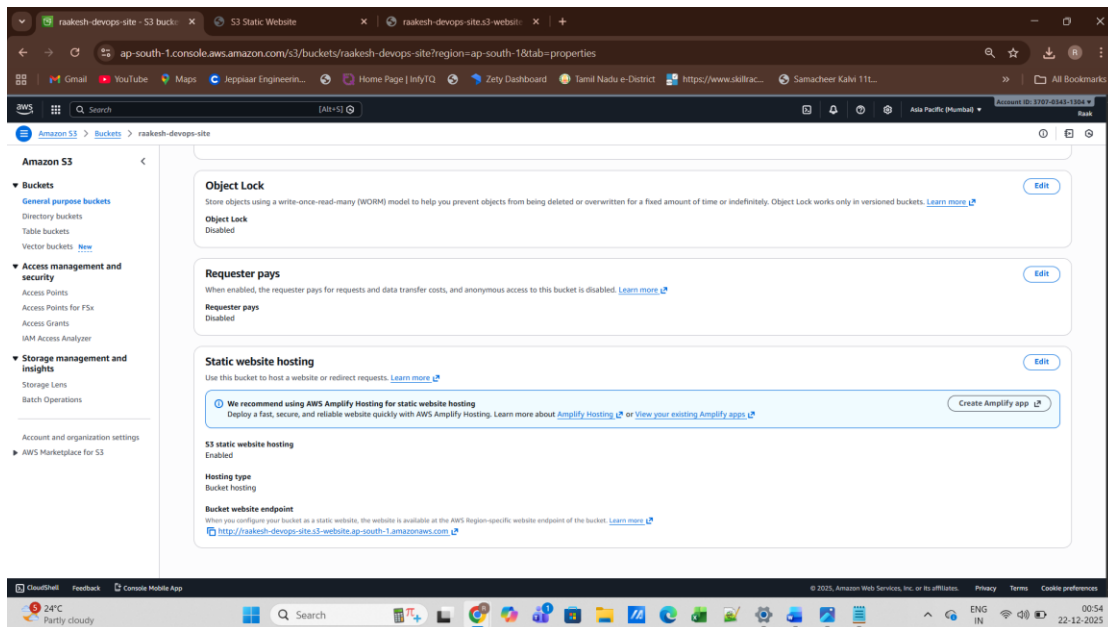 raakesh-devops-site - S3 bucke
S3 Static Website
raakesh-devops-site.s3-website
ap-south-1.console.aws.amazon.com/s3/buckets/raakesh-devops-site?region=ap-south-1&tab=properties
R
Gmail
YouTube
Maps
Jeppiaar Engineerin...
Home Page | InfyTQ
Zety Dashboard
Tamil Nadu e-District
https://www.skillrac...
Samacheer Kalvi 11t...
»
All Bookmarks
aws
Search
[Alt+S]
Asia Pacific (Mumbai)
Account ID: 3707-0343-1304
Raak
Amazon S3 > Buckets > raakesh-devops-site
Amazon S3
Buckets
General purpose buckets
Directory buckets
Table buckets
Vector buckets New
Access management and
security
Access Points
Access Points for FSx
Access Grants
IAM Access Analyzer
Storage management and
insights
Storage Lens
Batch Operations
Account and organization settings
AWS Marketplace for S3
Object Lock
Edit
Store objects using a write-once-read-many (WORM) model to help you prevent objects from being deleted or overwritten for a fixed amount of time or indefinitely. Object Lock works only in versioned buckets. Learn more
Object Lock
Disabled
Requester pays
Edit
When enabled, the requester pays for requests and data transfer costs, and anonymous access to this bucket is disabled. Learn more
Requester pays
Disabled
Static website hosting
Edit
Use this bucket to host a website or redirect requests. Learn more
We recommend using AWS Amplify Hosting for static website hosting
Deploy a fast, secure, and reliable website quickly with AWS Amplify Hosting. Learn more about Amplify Hosting or View your existing Amplify apps
Create Amplify app
S3 static website hosting
Enabled
Hosting type
Bucket hosting
Bucket website endpoint
When you configure your bucket as a static website, the website is available at the AWS Region-specific website endpoint of the bucket. Learn more
http://raakesh-devops-site.s3-website.ap-south-1.amazonaws.com
CloudShell
Feedback
Console Mobile App
© 2025, Amazon Web Services, Inc. or its affiliates.
Privacy
Terms
Cookie preferences
5
24°C
Partly cloudy
Search
ENG
IN
00:54
22-12-2025